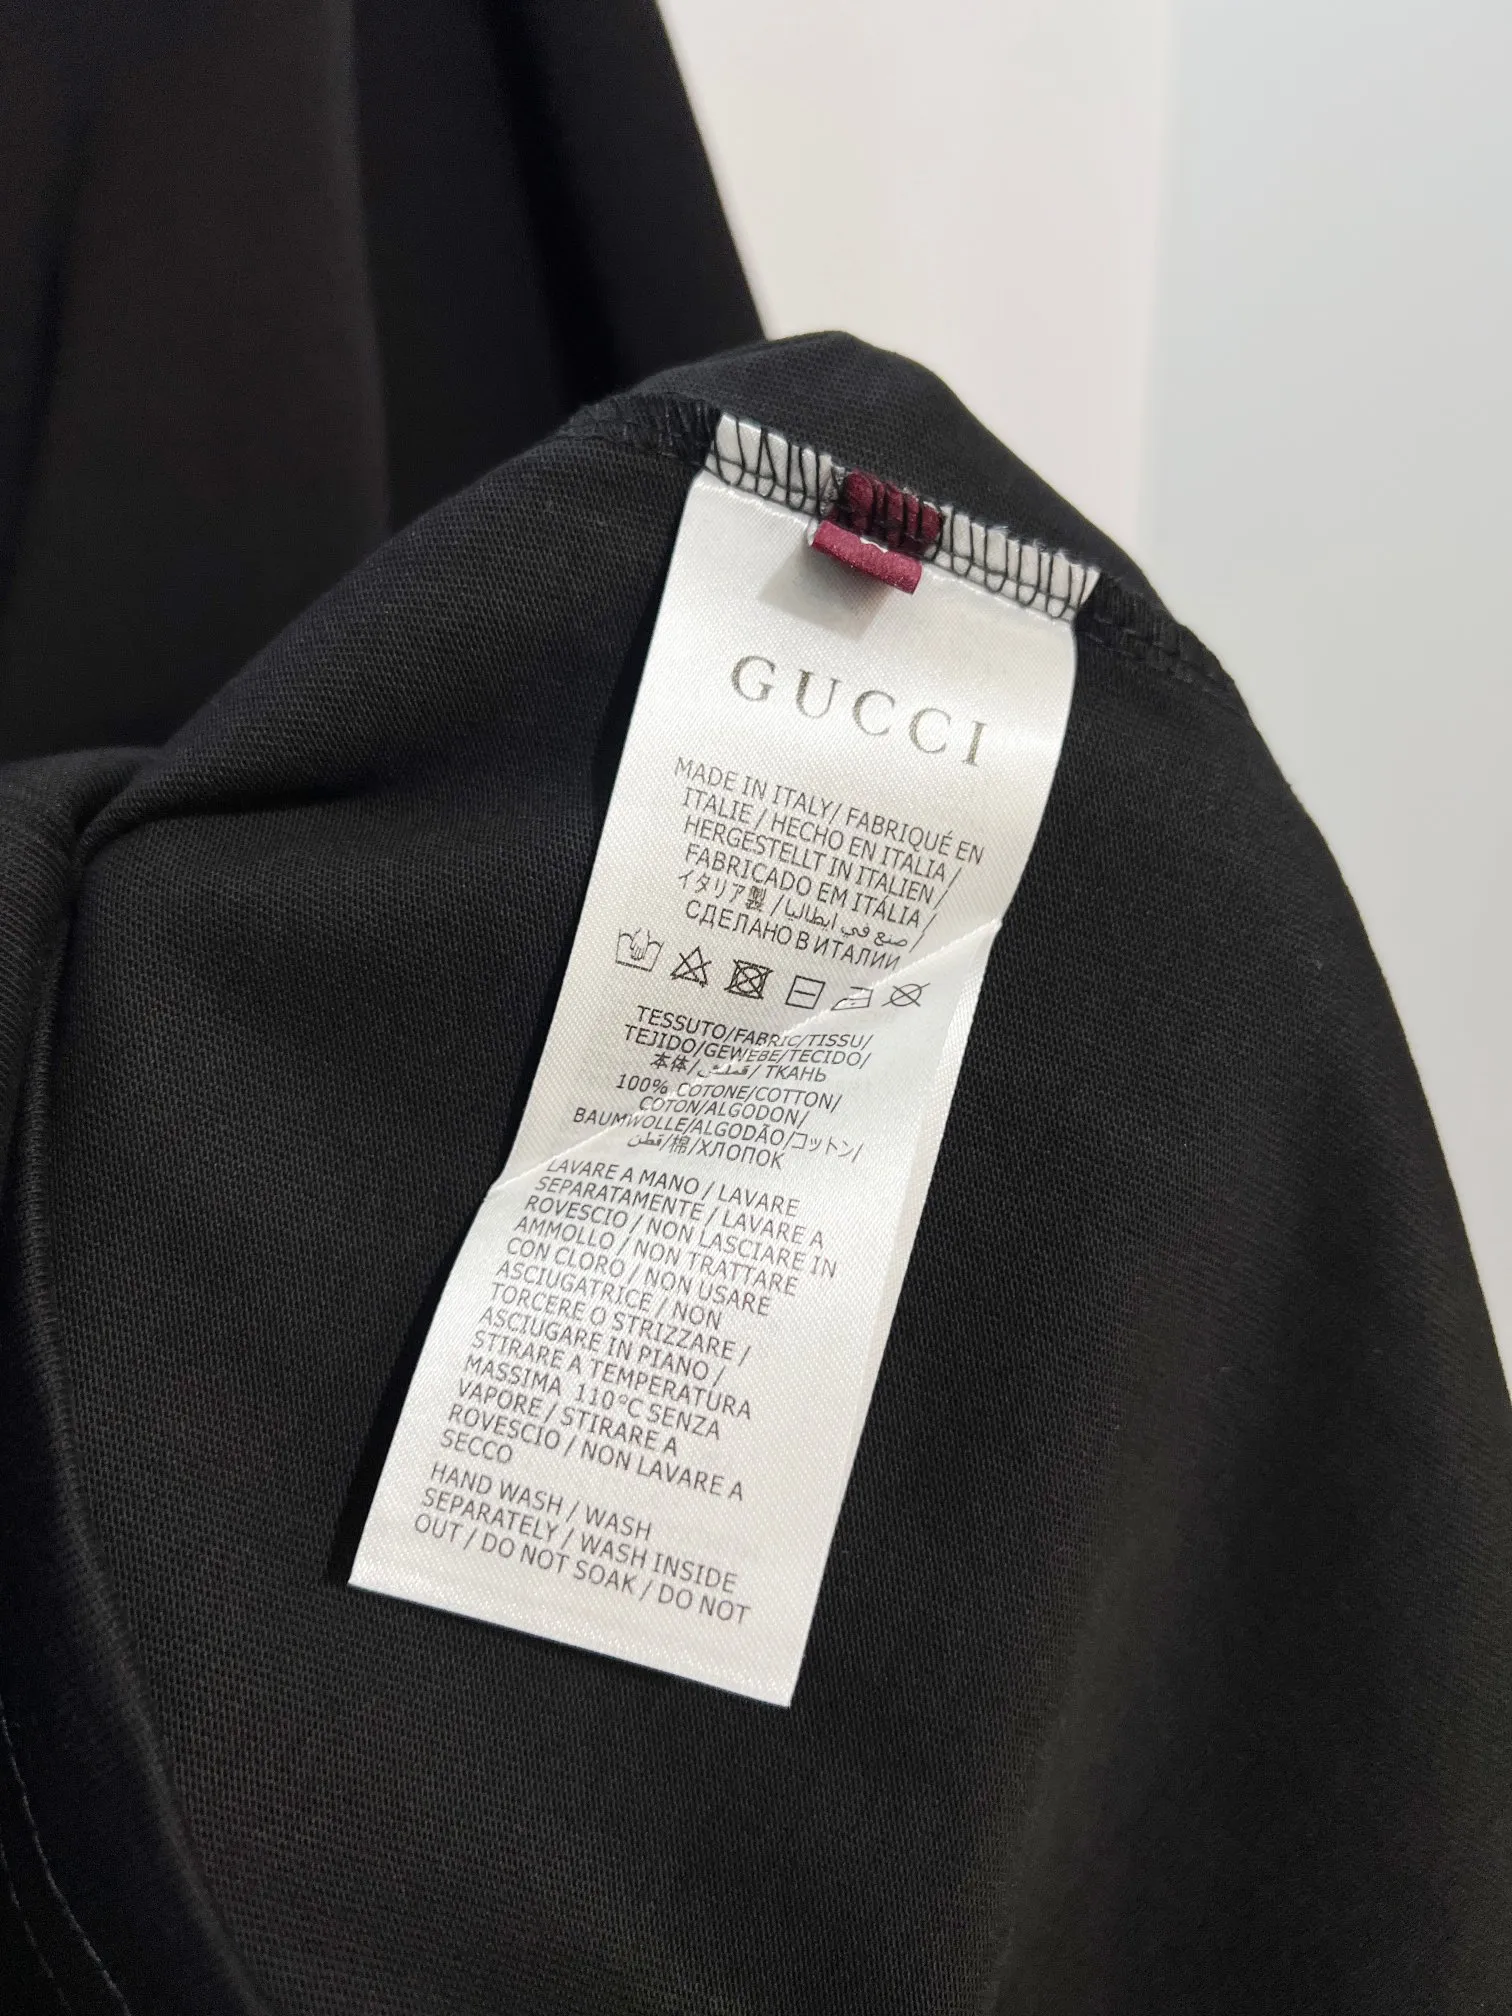 GUCCI
MADE IN ITALY/ FABRIQUÉ EN
ITALIE / HECHO EN ITALIA /
HERGESTELLT IN ITALIEN /
FABRICADO EM ITÁLIA /
イタリア製 / صنع في ايطاليا /
СДЕЛАНО В ИТАЛИИ
TESSUTO/FABRIC/TISSU/
TEJIDO/GEWEBE/TECIDO/
本体/قماش/ ТКАНЬ
100% COTONE/COTTON/
COTON/ALGODON/
BAUMWOLLE/ALGODÃO/コットン/
قطن/棉/ХЛОПОК
LAVARE A MANO / LAVARE
SEPARATAMENTE / LAVARE A
ROVESCIO / NON LASCIARE IN
AMMOLLO / NON TRATTARE
CON CLORO / NON USARE
ASCIUGATRICE / NON
TORCERE O STRIZZARE /
ASCIUGARE IN PIANO /
STIRARE A TEMPERATURA
MASSIMA 110°C SENZA
VAPORE / STIRARE A
ROVESCIO / NON LAVARE A
SECCO
HAND WASH / WASH
SEPARATELY / WASH INSIDE
OUT / DO NOT SOAK / DO NOT